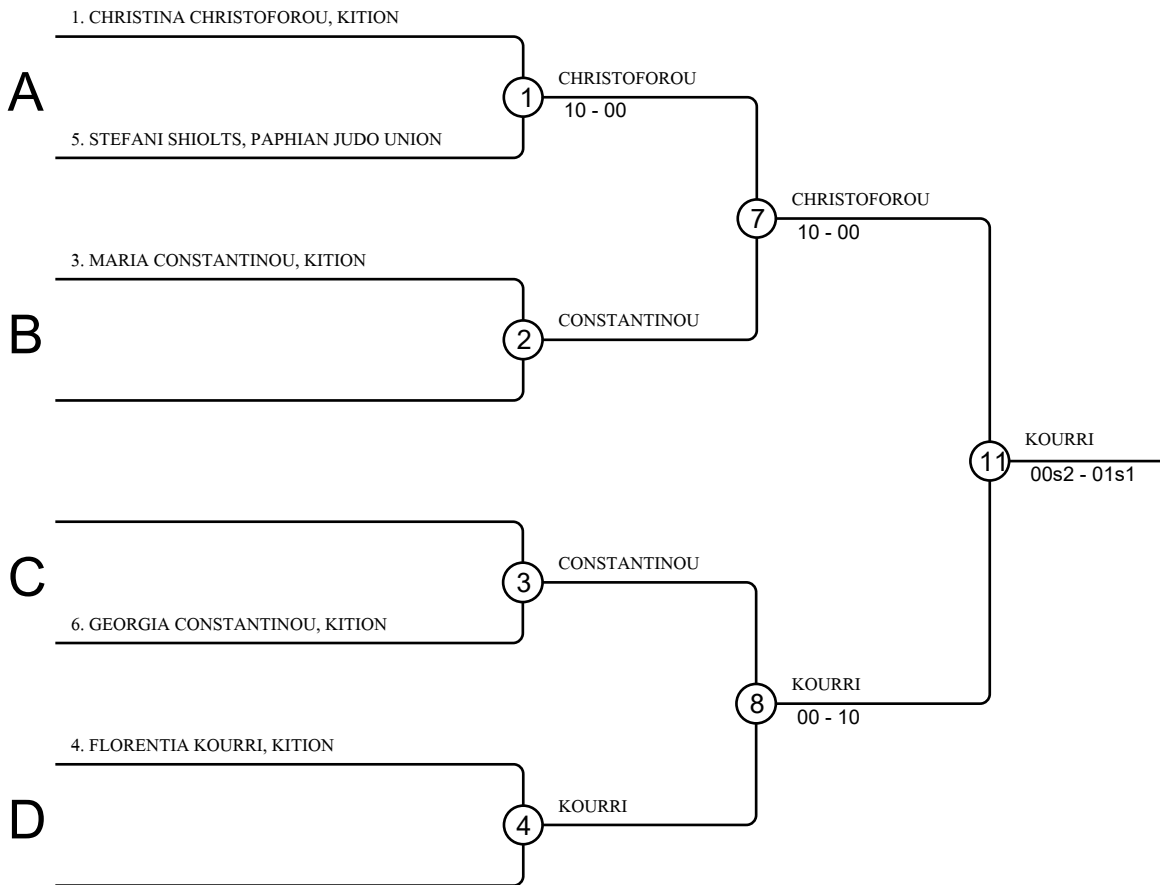 1. CHRISTINA CHRISTOFOROU, KITION
A
1
CHRISTOFOROU
10 - 00
5. STEFANI SHIOLTS, PAPHIAN JUDO UNION
7
CHRISTOFOROU
10 - 00
3. MARIA CONSTANTINOU, KITION
B
2
CONSTANTINOU
11
KOURRI
00s2 - 01s1
C
3
CONSTANTINOU
6. GEORGIA CONSTANTINOU, KITION
8
KOURRI
00 - 10
4. FLORENTIA KOURRI, KITION
D
4
KOURRI